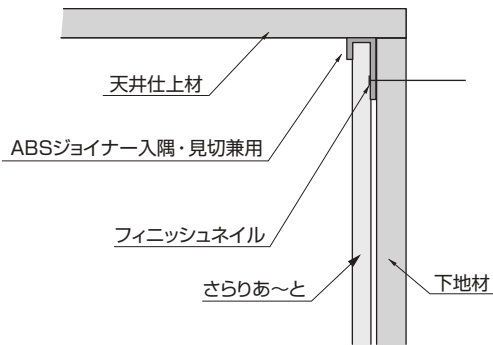 天井仕上材
ABSジョイナー入隅・見切兼用
フィニッシュネイル
さらりあ〜と
下地材